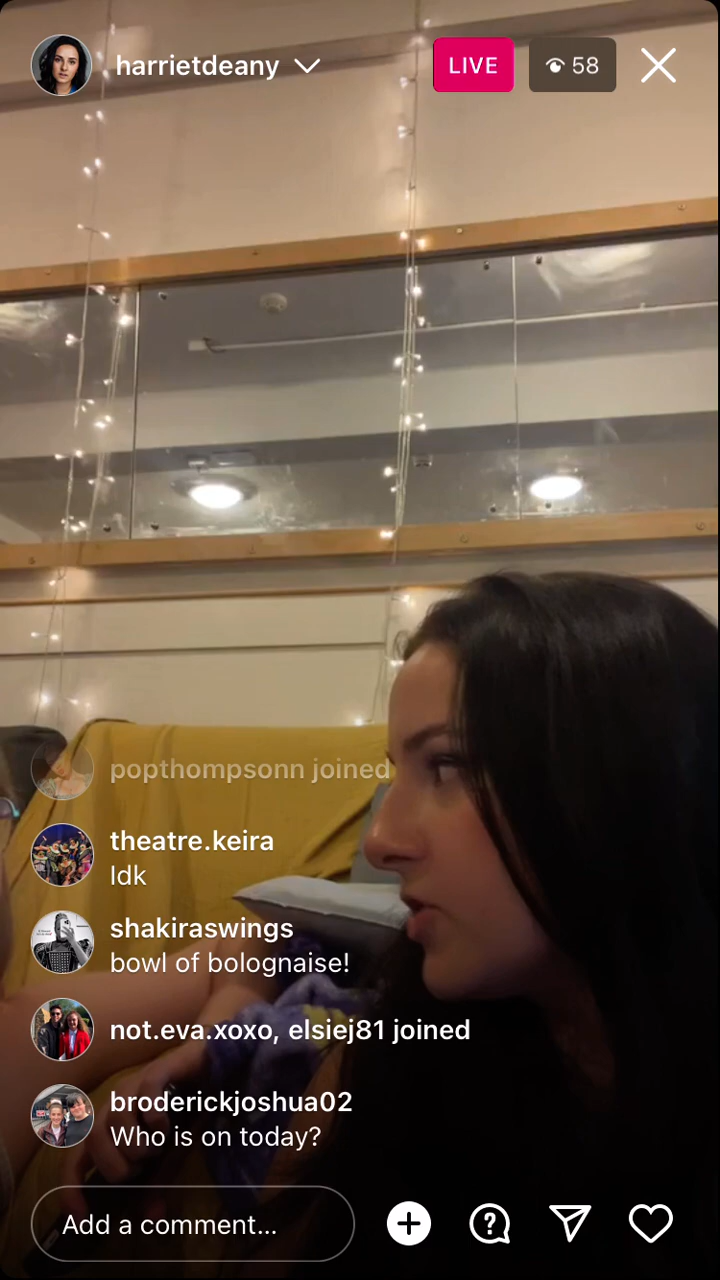 harrietdeany
LIVE
58
popthompsonn joined
theatre.keira
Idk
shakiraswings
bowl of bolognaise!
not.eva.xoxo, elsiej81 joined
broderickjoshua02
Who is on today?
Add a comment...